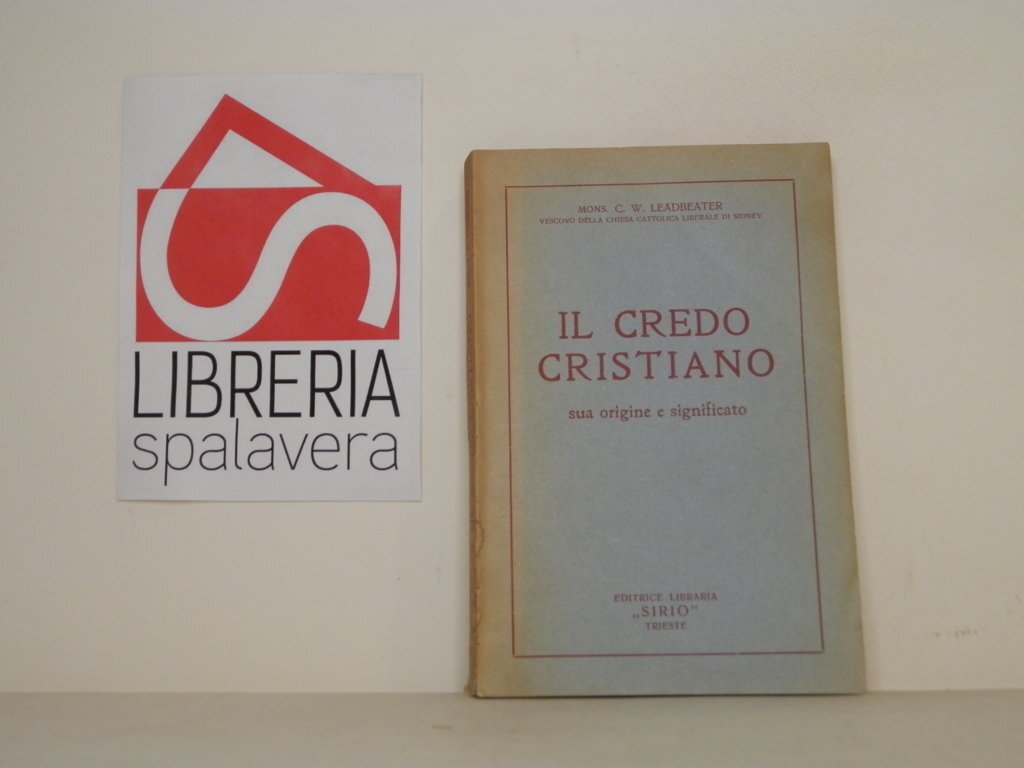 LIBRERIA
spalavera
MONS. C. W. LEADBEATER
VESCOVO DELLA CHIESA CATTOLICA LIBERALE DI SIDNEY
IL CREDO
CRISTIANO
sua origine e significato
EDITRICE LIBRARIA
„SIRIO"
TRIESTE